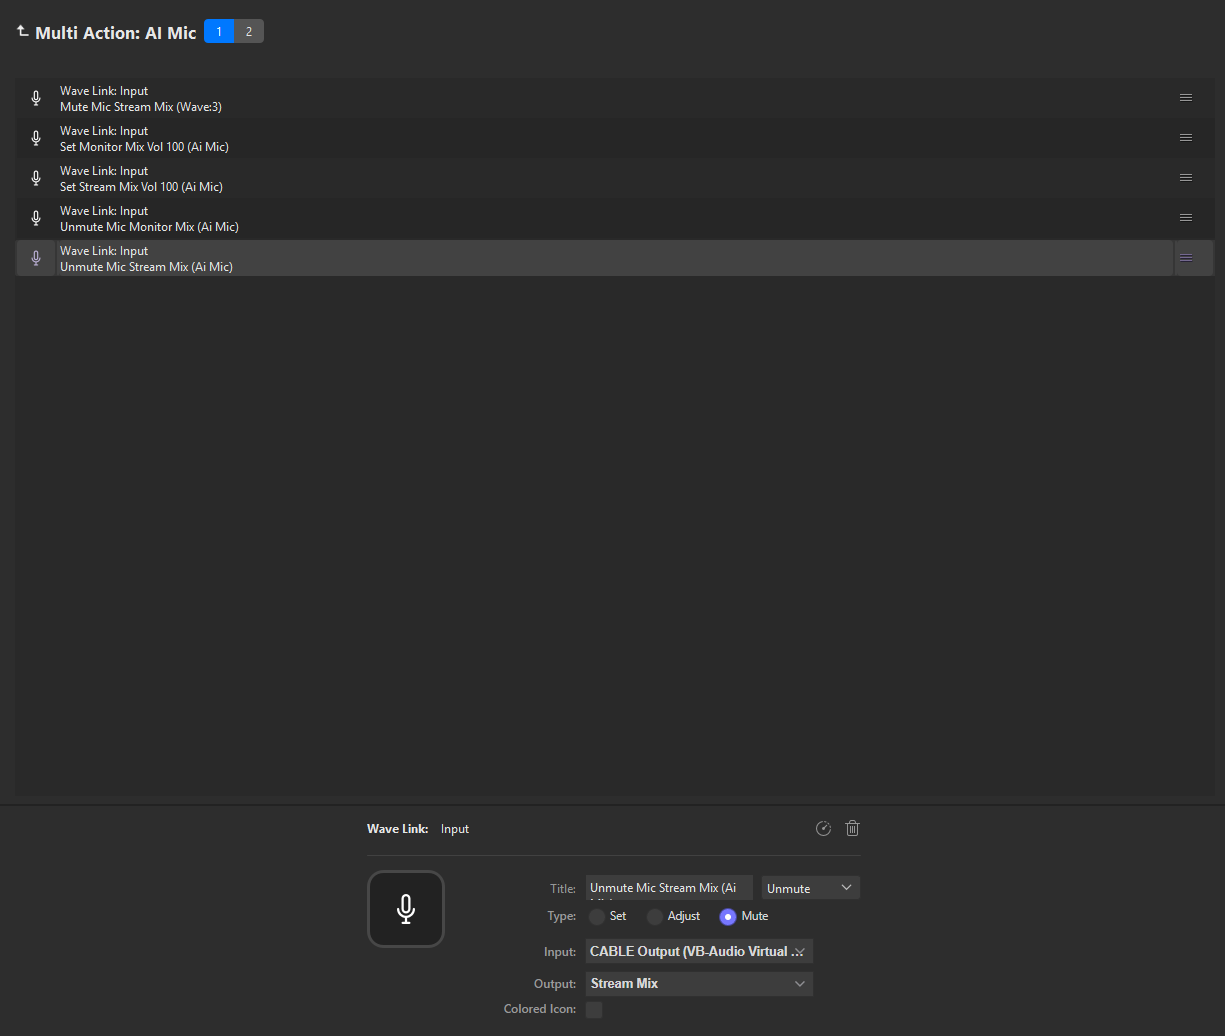 Multi Action: AI Mic 1 2
Wave Link: Input
Mute Mic Stream Mix (Wave:3)
Wave Link: Input
Set Monitor Mix Vol 100 (Ai Mic)
Wave Link: Input
Set Stream Mix Vol 100 (Ai Mic)
Wave Link: Input
Unmute Mic Monitor Mix (Ai Mic)
Wave Link: Input
Unmute Mic Stream Mix (Ai Mic)
Wave Link: Input
Title: Unmute Mic Stream Mix (Ai Unmute
Type: Set Adjust Mute
Input: CABLE Output (VB-Audio Virtual ...
Output: Stream Mix
Colored Icon: